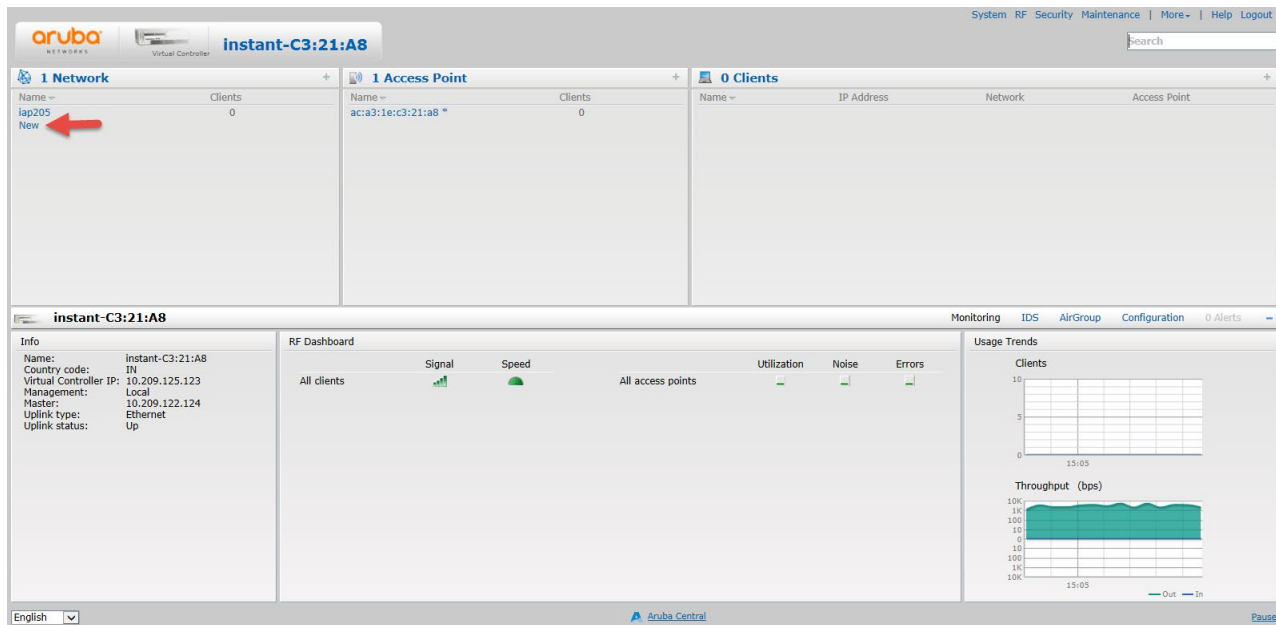 System RF Security Maintenance | More | Help Logout
aruba
NETWORKS
Virtual Controller
instant-C3:21:A8
Search
1 Network +
Name Clients
iap205 0
New
1 Access Point +
Name Clients
ac:a3:1e:c3:21:a8 * 0
0 Clients +
Name IP Address Network Access Point
instant-C3:21:A8
Monitoring IDS AirGroup Configuration 0 Alerts -
Info
Name: instant-C3:21:A8
Country code: IN
Virtual Controller IP: 10.209.125.123
Management: Local
Master: 10.209.122.124
Uplink type: Ethernet
Uplink status: Up
RF Dashboard
Signal Speed
All clients
Utilization Noise Errors
All access points
Usage Trends
Clients
10
5
0
15:05
Throughput (bps)
10K
1K
100
10
0
10
100
1K
10K
15:05
Out In
English
Aruba Central
Pause